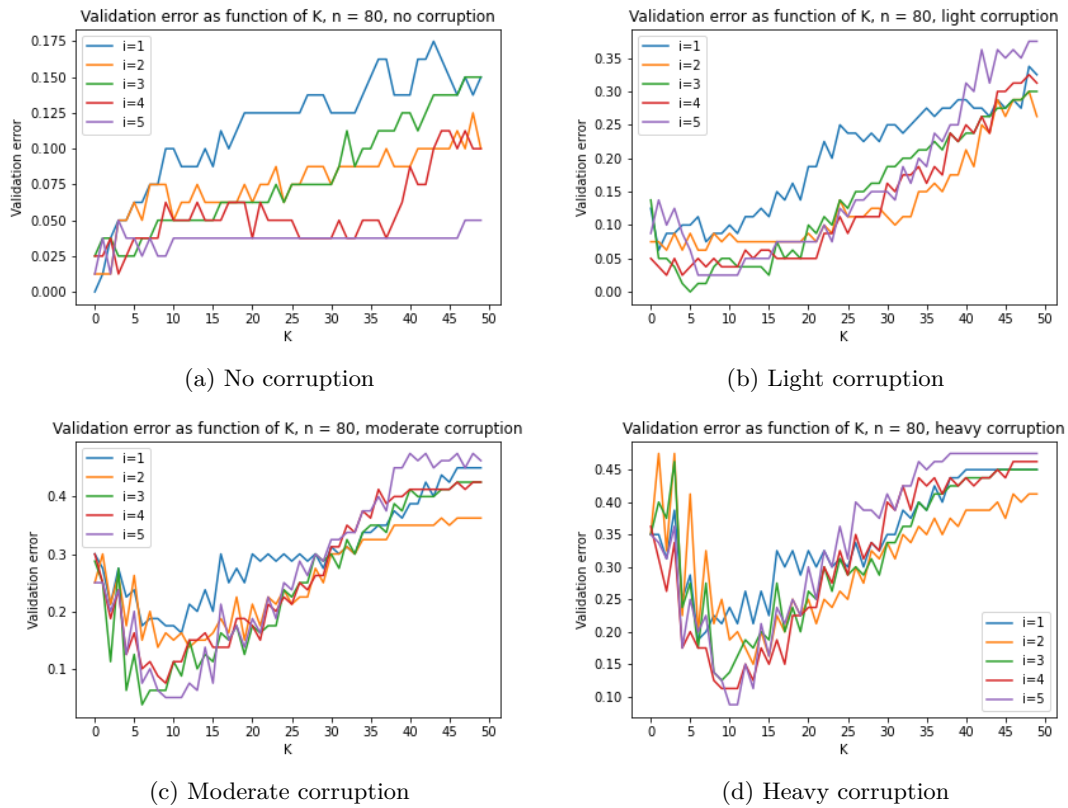 Validation error as function of K, n = 80, no corruption
Validation error
0.175
0.150
0.125
0.100
0.075
0.050
0.025
0.000
i=1
i=2
i=3
i=4
i=5
0 5 10 15 20 25 30 35 40 45 50
K
(a) No corruption
Validation error as function of K, n = 80, light corruption
Validation error
0.35
0.30
0.25
0.20
0.15
0.10
0.05
0.00
i=1
i=2
i=3
i=4
i=5
0 5 10 15 20 25 30 35 40 45 50
K
(b) Light corruption
Validation error as function of K, n = 80, moderate corruption
Validation error
0.4
0.3
0.2
0.1
i=1
i=2
i=3
i=4
i=5
0 5 10 15 20 25 30 35 40 45 50
K
(c) Moderate corruption
Validation error as function of K, n = 80, heavy corruption
Validation error
0.45
0.40
0.35
0.30
0.25
0.20
0.15
0.10
i=1
i=2
i=3
i=4
i=5
0 5 10 15 20 25 30 35 40 45 50
K
(d) Heavy corruption